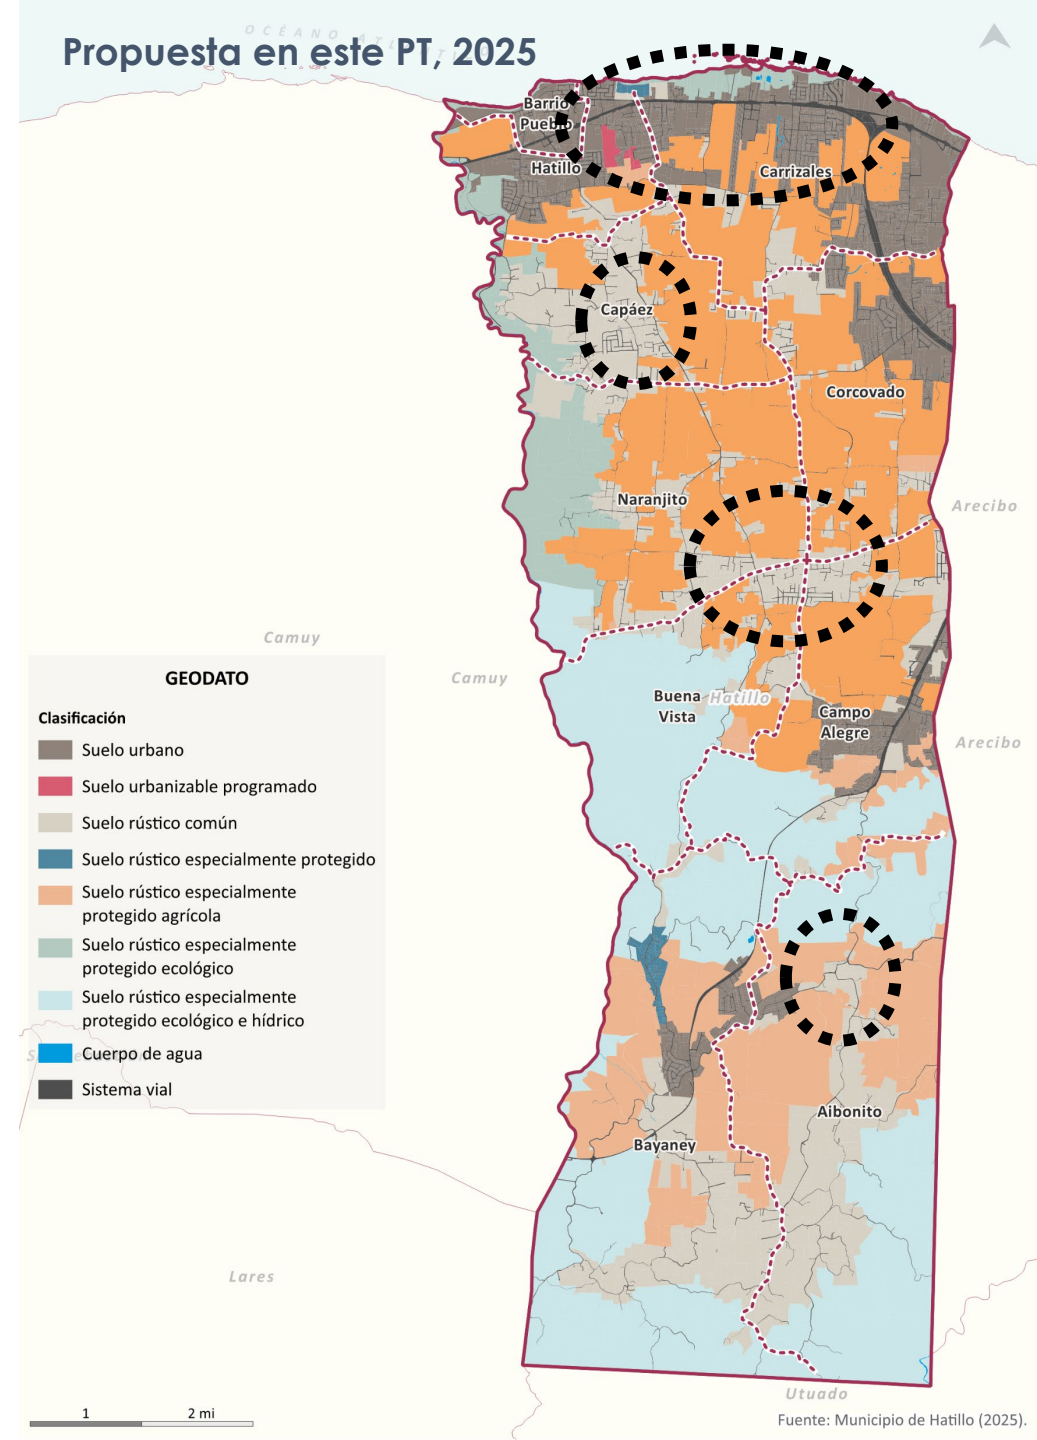 OCÉANO ATLÁNTICO
Propuesta en este PT, 2025
Barrio
Pueblo
Hatillo
Carrizales
Capáez
Corcovado
Naranjito
Arecibo
Camuy
Camuy
Buena
Vista
Hatillo
Campo
Alegre
Arecibo
GEODATO
Clasificación
Suelo urbano
Suelo urbanizable programado
Suelo rústico común
Suelo rústico especialmente protegido
Suelo rústico especialmente
protegido agrícola
Suelo rústico especialmente
protegido ecológico
Suelo rústico especialmente
protegido ecológico e hídrico
Cuerpo de agua
Sistema vial
Aibonito
Bayaney
Lares
Utuado
1 2 mi
Fuente: Municipio de Hatillo (2025).